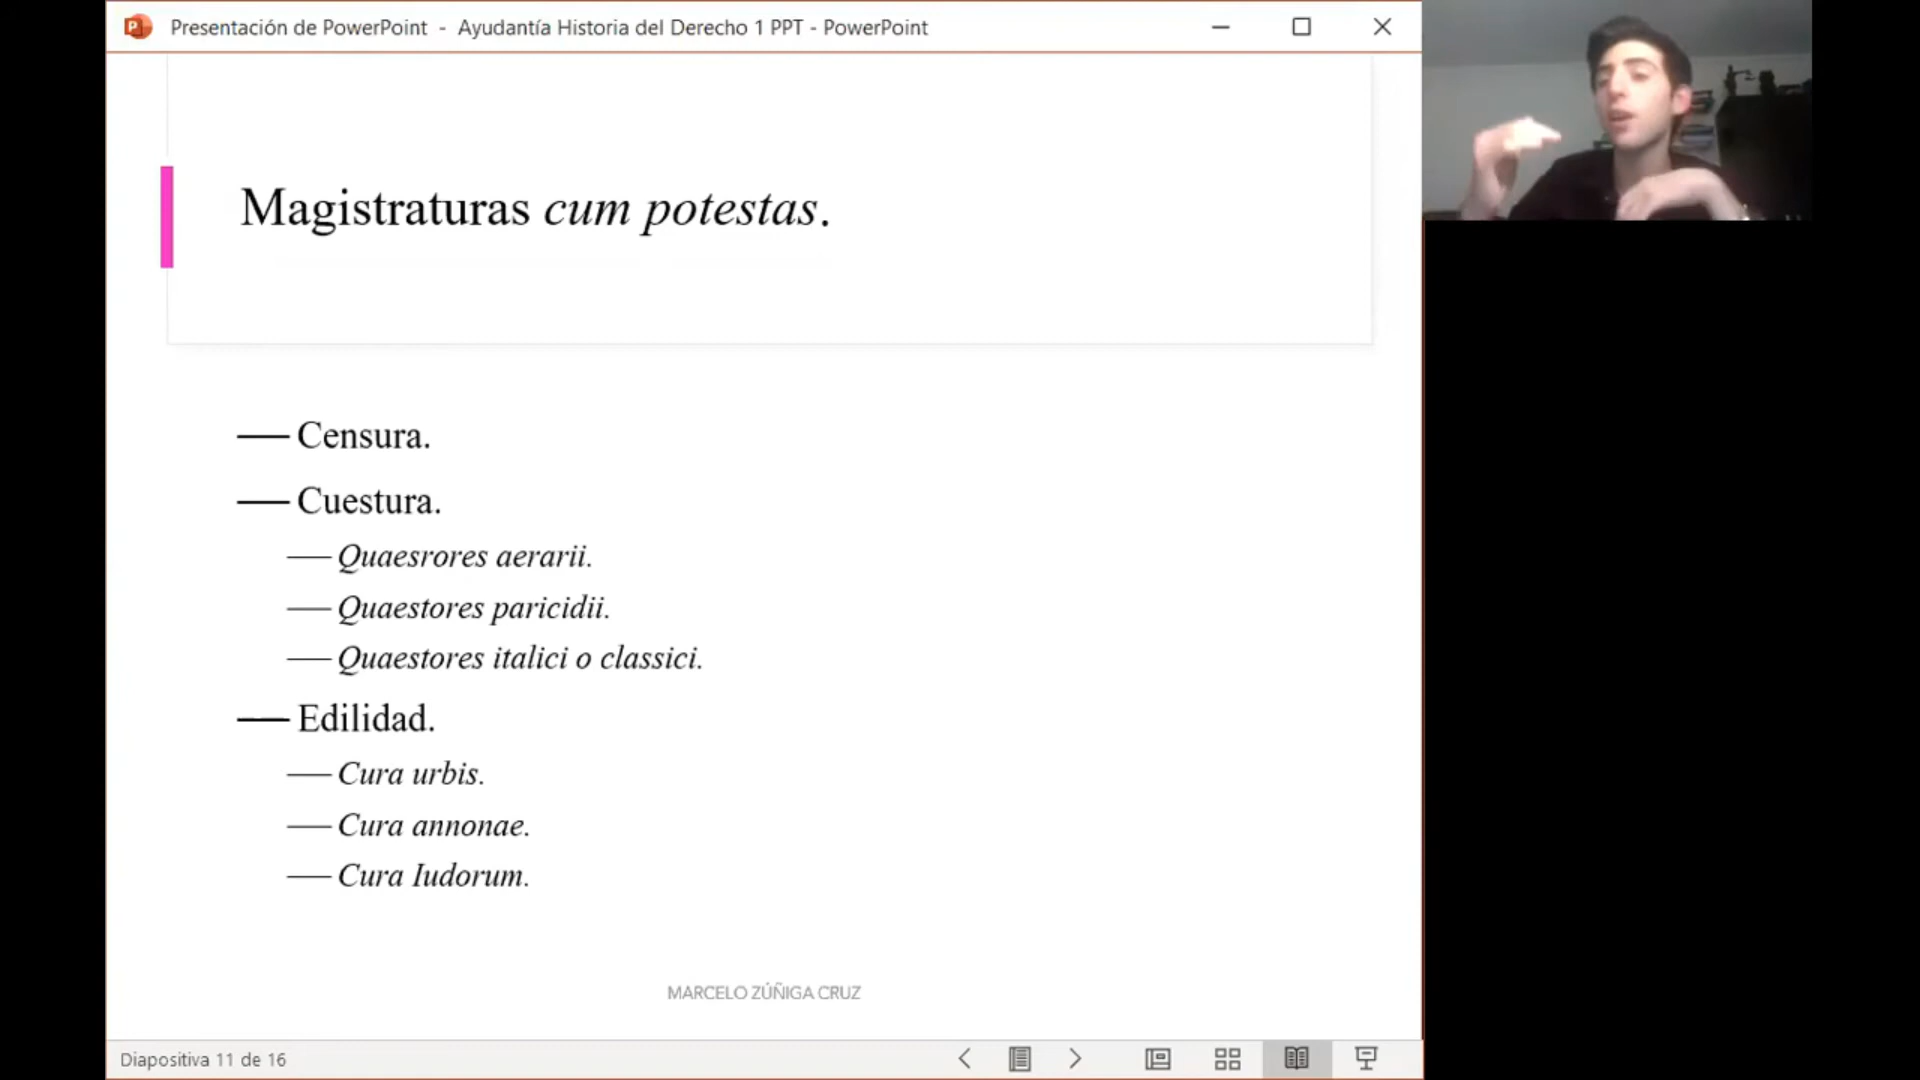 Presentación de PowerPoint - Ayudantía Historia del Derecho 1 PPT - PowerPoint
Magistraturas cum potestas.
Censura.
Cuestura.
Quaesrores aerarii.
Quaestores paricidii.
Quaestores italici o classici.
Edilidad.
Cura urbis.
Cura annonae.
Cura Iudorum.
MARCELO ZÚÑIGA CRUZ
Diapositiva 11 de 16